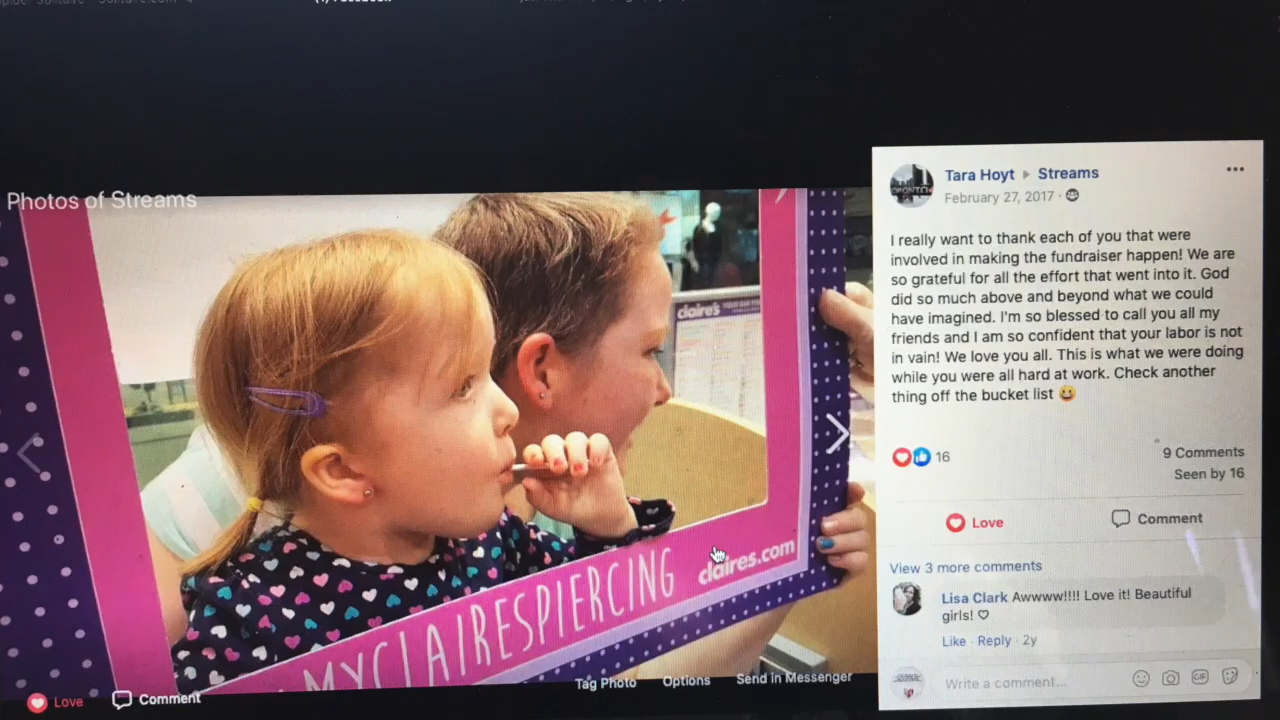 Photos of Streams
Tara Hoyt ▸ Streams
February 27, 2017 ·
I really want to thank each of you that were
involved in making the fundraiser happen! We are
so grateful for all the effort that went into it. God
did so much above and beyond what we could
have imagined. I'm so blessed to call you all my
friends and I am so confident that your labor is not
in vain! We love you all. This is what we were doing
while you were all hard at work. Check another
thing off the bucket list 😆
16
9 Comments
Seen by 16
Love
Comment
View 3 more comments
Lisa Clark Awwww!!!! Love it! Beautiful
girls! ♡
Like · Reply · 2y
Write a comment...
GIF
claire's
MYCLAIRESPIERCING
claires.com
Tag Photo
Options
Send in Messenger
Love
Comment